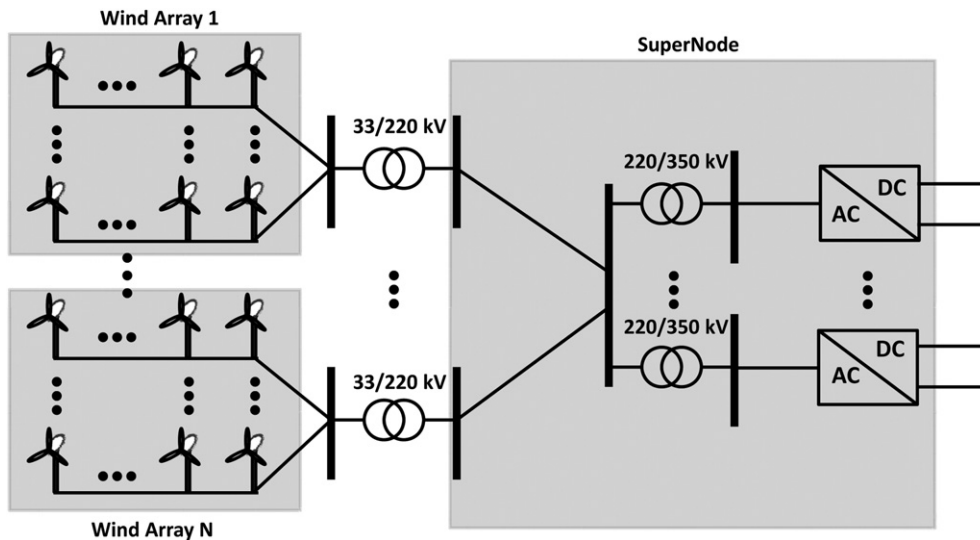 Wind Array 1
SuperNode
33/220 kV
220/350 kV
DC
AC
220/350 kV
33/220 kV
DC
AC
Wind Array N